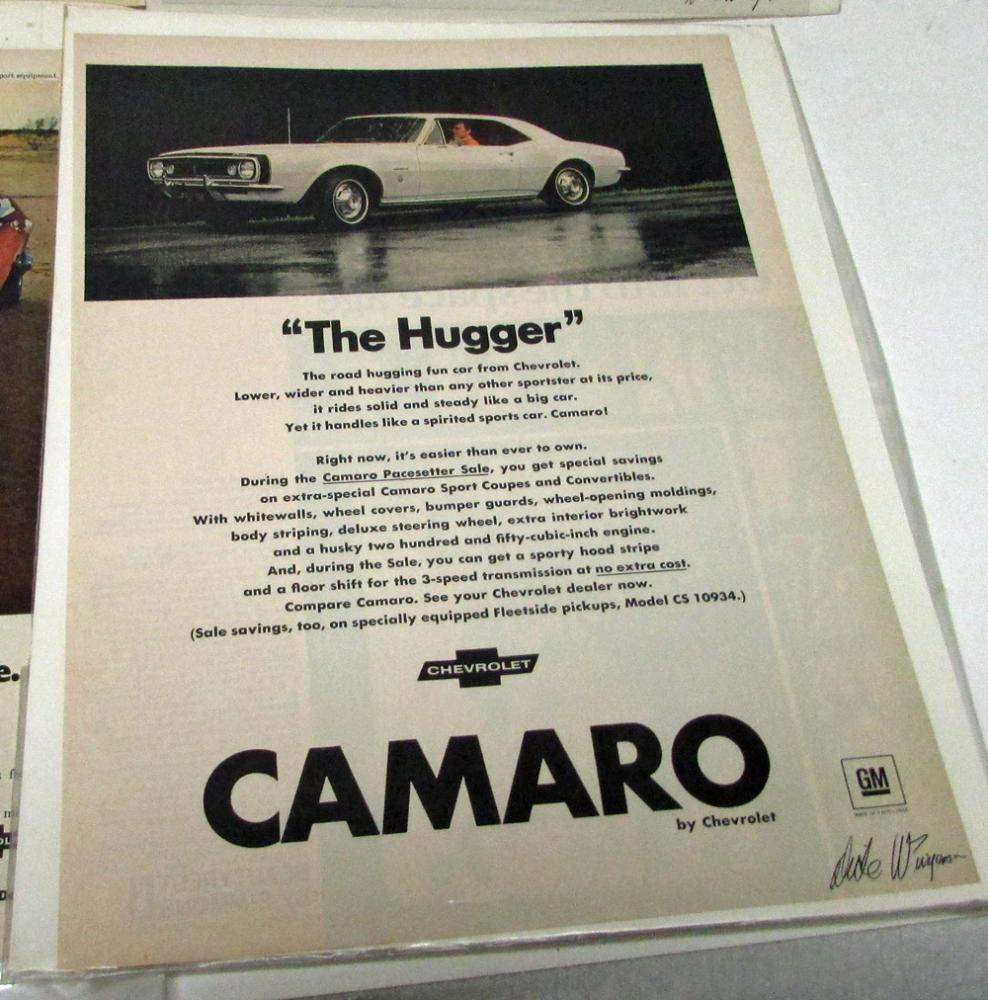 port equipment.
“The Hugger”
The road hugging fun car from Chevrolet.
Lower, wider and heavier than any other sportster at its price,
it rides solid and steady like a big car.
Yet it handles like a spirited sports car. Camaro!
Right now, it's easier than ever to own.
During the Camaro Pacesetter Sale, you get special savings
on extra-special Camaro Sport Coupes and Convertibles.
With whitewalls, wheel covers, bumper guards, wheel-opening moldings,
body striping, deluxe steering wheel, extra interior brightwork
and a husky two hundred and fifty-cubic-inch engine.
And, during the Sale, you can get a sporty hood stripe
and a floor shift for the 3-speed transmission at no extra cost.
Compare Camaro. See your Chevrolet dealer now.
(Sale savings, too, on specially equipped Fleetside pickups, Model CS 10934.)
CHEVROLET
CAMARO
by Chevrolet
GM
e.